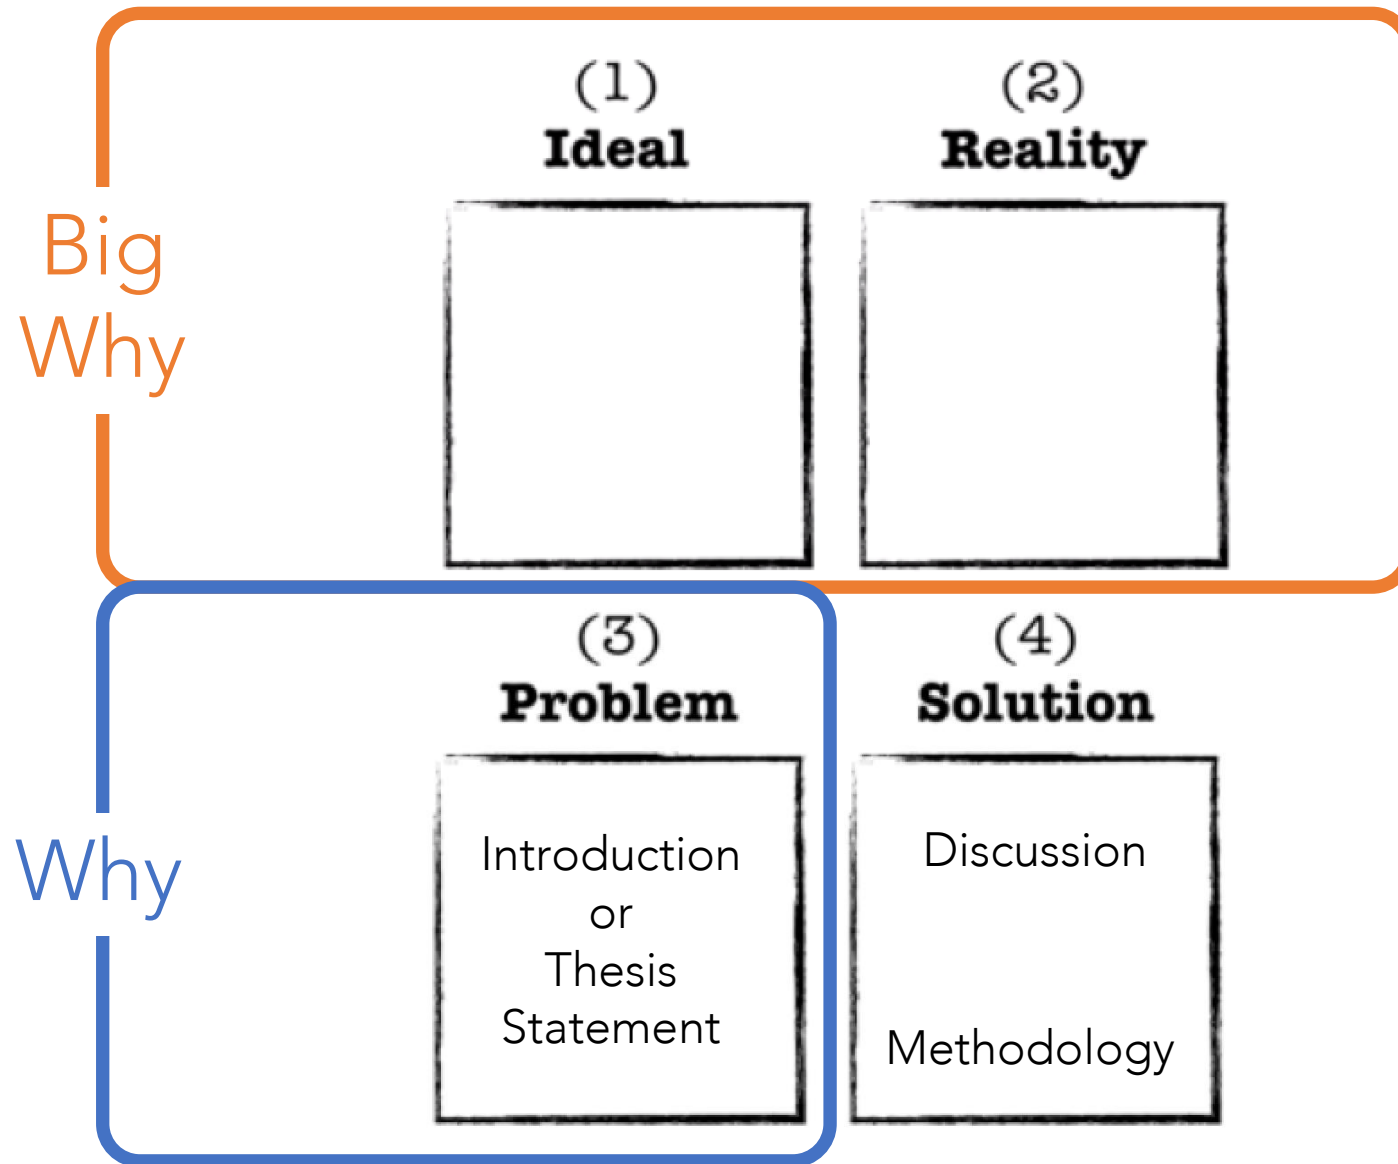 (1)
Ideal
(2)
Reality
Big
Why
(3)
Problem
(4)
Solution
Why
Introduction
or
Thesis
Statement
Discussion
Methodology